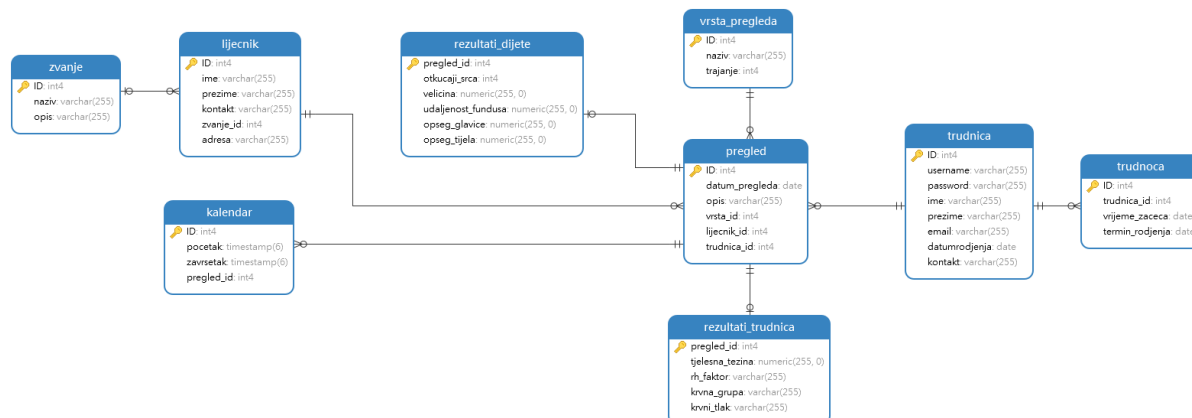 zvanje
ID: int4
naziv: varchar(255)
opis: varchar(255)
lijecnik
ID: int4
ime: varchar(255)
prezime: varchar(255)
kontakt: varchar(255)
zvanje_id: int4
adresa: varchar(255)
rezultati_dijete
pregled_id: int4
otkucaji_srca: int4
velicina: numeric(255, 0)
udaljenost_fundusa: numeric(255, 0)
opseg_glavice: numeric(255, 0)
opseg_tijela: numeric(255, 0)
vrsta_pregleda
ID: int4
naziv: varchar(255)
trajanje: int4
kalendar
ID: int4
pocetak: timestamp(6)
zavrsetak: timestamp(6)
pregled_id: int4
pregled
ID: int4
datum_pregleda: date
opis: varchar(255)
vrsta_id: int4
lijecnik_id: int4
trudnica_id: int4
trudnica
ID: int4
username: varchar(255)
password: varchar(255)
ime: varchar(255)
prezime: varchar(255)
email: varchar(255)
datumrodjenja: date
kontakt: varchar(255)
trudnoca
ID: int4
trudnica_id: int4
vrijeme_zaceca: date
termin_rodjenja: date
rezultati_trudnica
pregled_id: int4
tjelesna_tezina: numeric(255, 0)
rh_faktor: varchar(255)
krvna_grupa: varchar(255)
krvni_tlak: varchar(255)